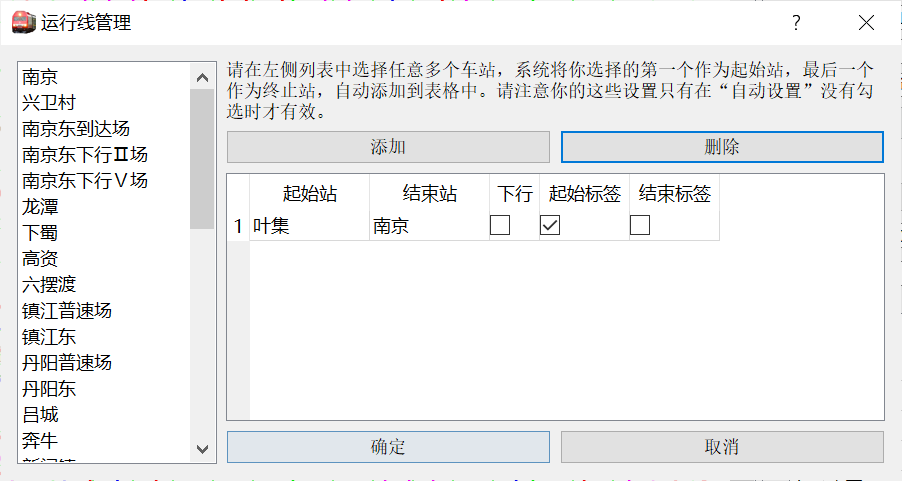 运行线管理
?
南京
兴卫村
南京东到达场
南京东下行Ⅱ场
南京东下行Ⅴ场
龙潭
下蜀
高资
六摆渡
镇江普速场
镇江东
丹阳普速场
丹阳东
吕城
奔牛
请在左侧列表中选择任意多个车站，系统将你选择的第一个作为起始站，最后一个
作为终止站，自动添加到表格中。请注意你的这些设置只有在“自动设置”没有勾
选时才有效。
添加 删除
起始站 结束站 下行 起始标签 结束标签
1 叶集 南京
确定 取消